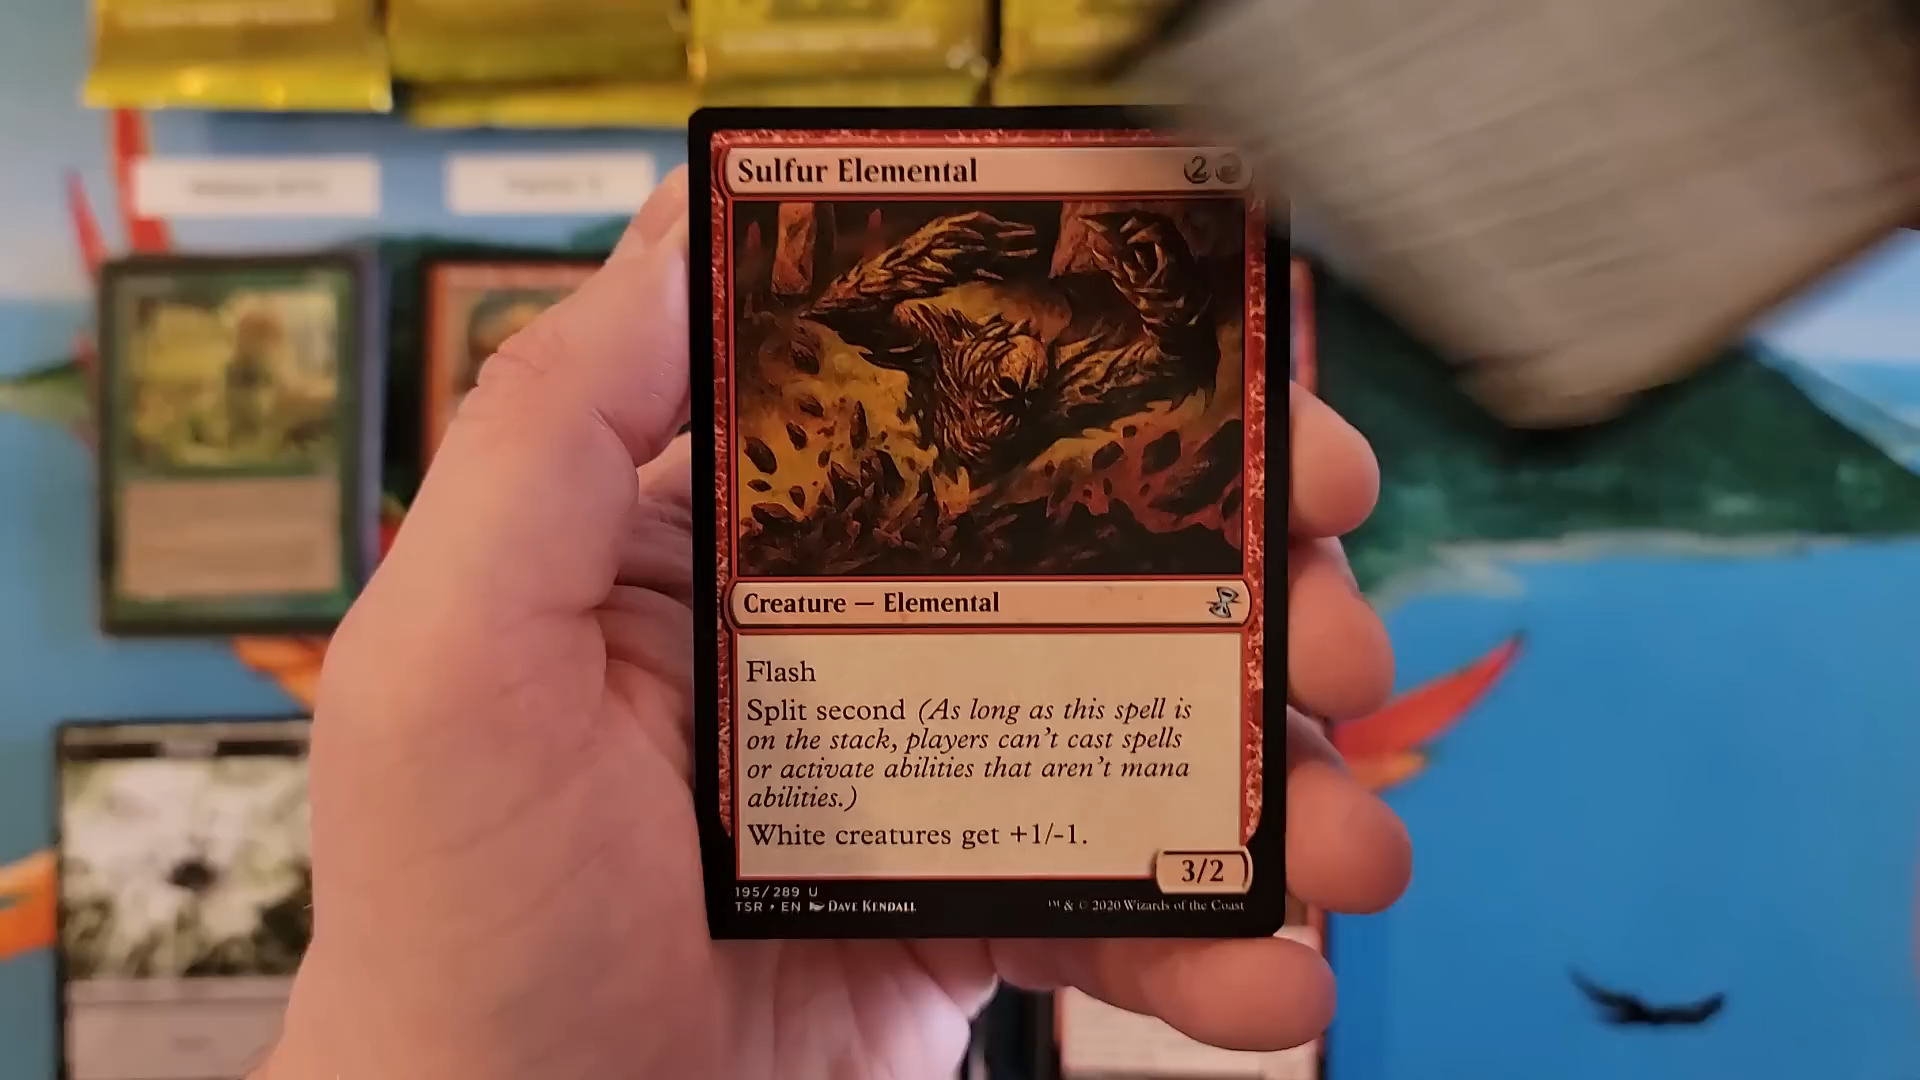 Sulfur Elemental 2
Creature — Elemental
Flash
Split second (As long as this spell is
on the stack, players can't cast spells
or activate abilities that aren't mana
abilities.)
White creatures get +1/-1.
3/2
195/289 U
TSR • EN Dave Kendall
™ & © 2020 Wizards of the Coast